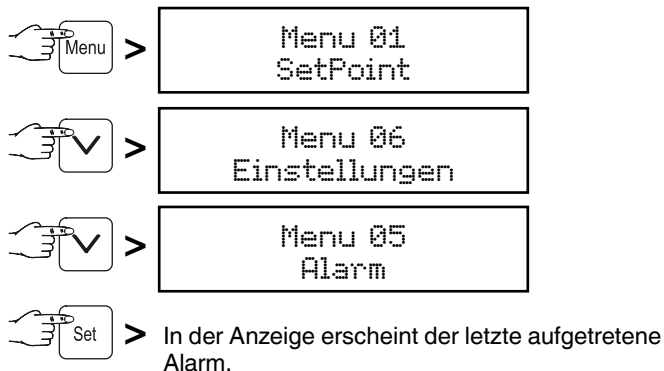 Menu > Menu 01
SetPoint
> Menu 06
Einstellungen
> Menu 05
Alarm
Set > In der Anzeige erscheint der letzte aufgetretene
Alarm.